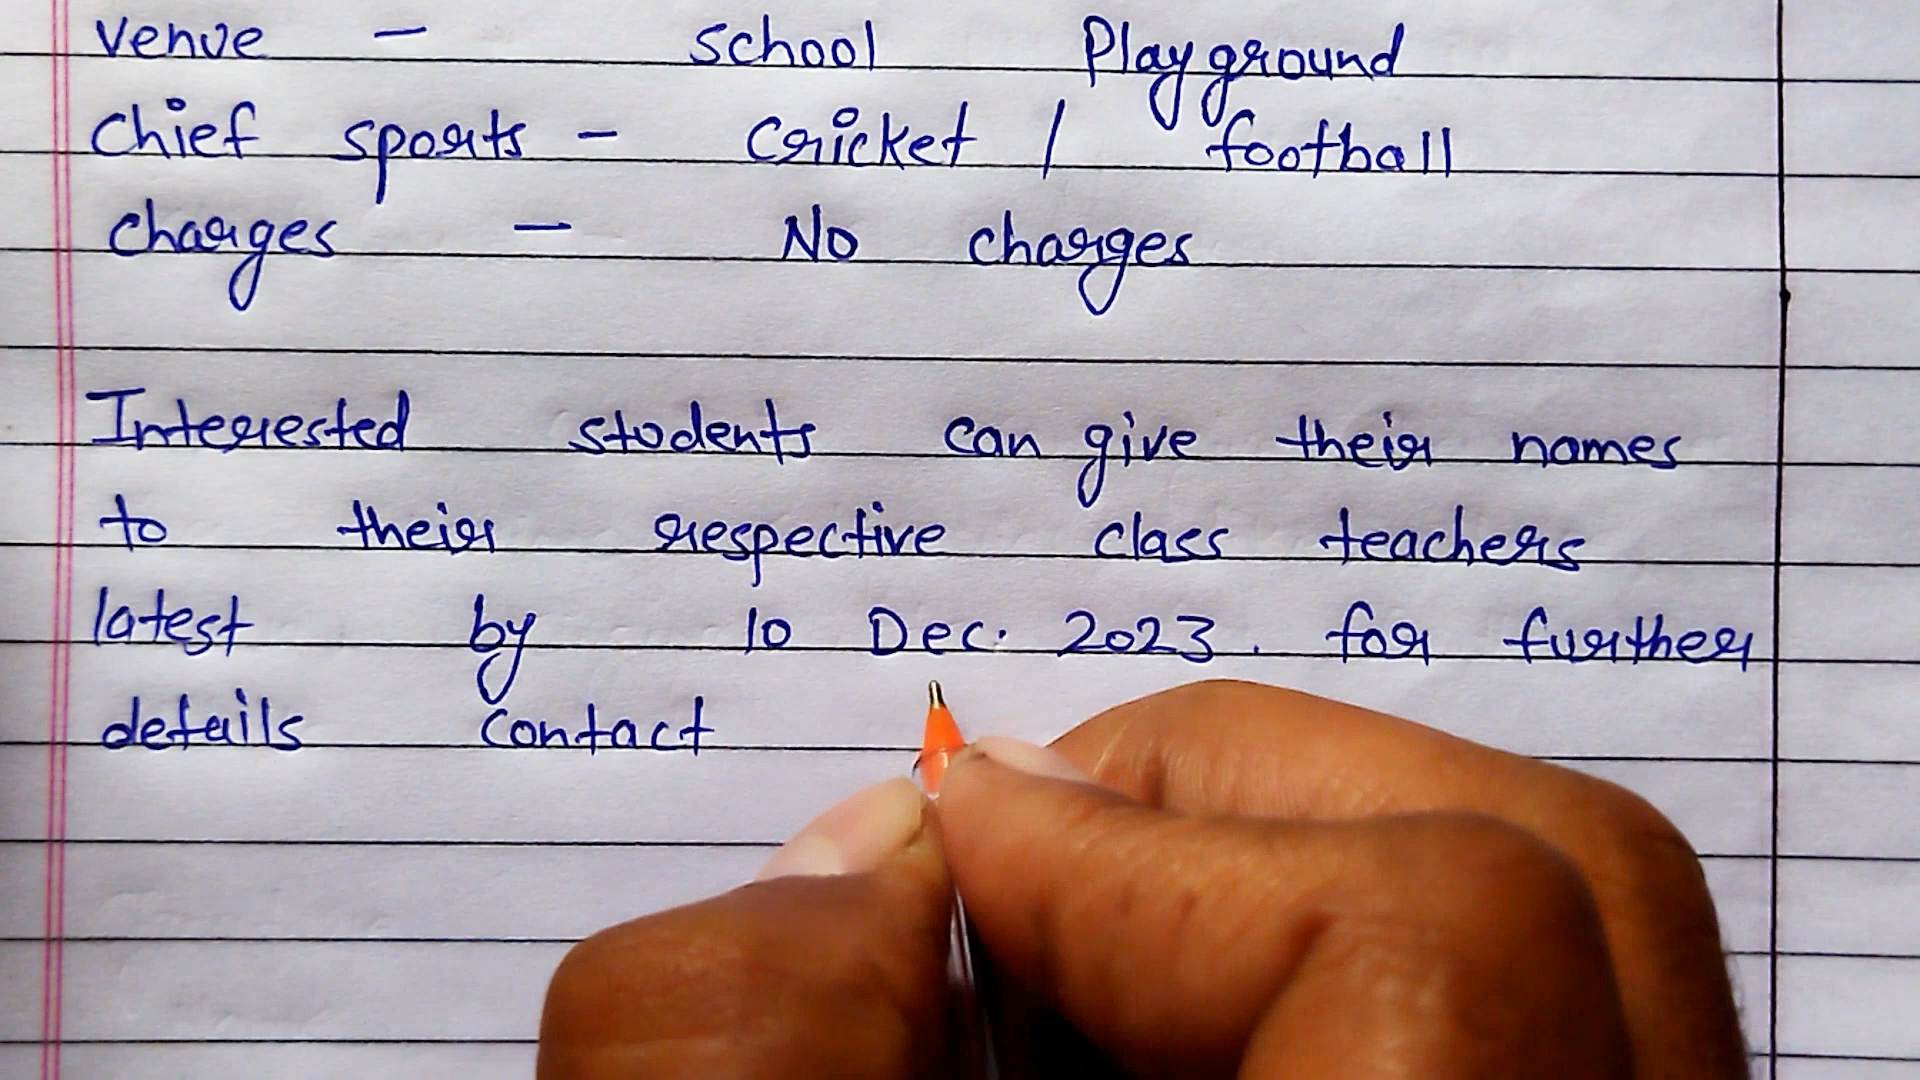 Venue - school Playground
Chief sports - Cricket / football
charges - No charges
Interested students can give their names
to their respective class teachers
latest by 10 Dec. 2023. for further
details contact